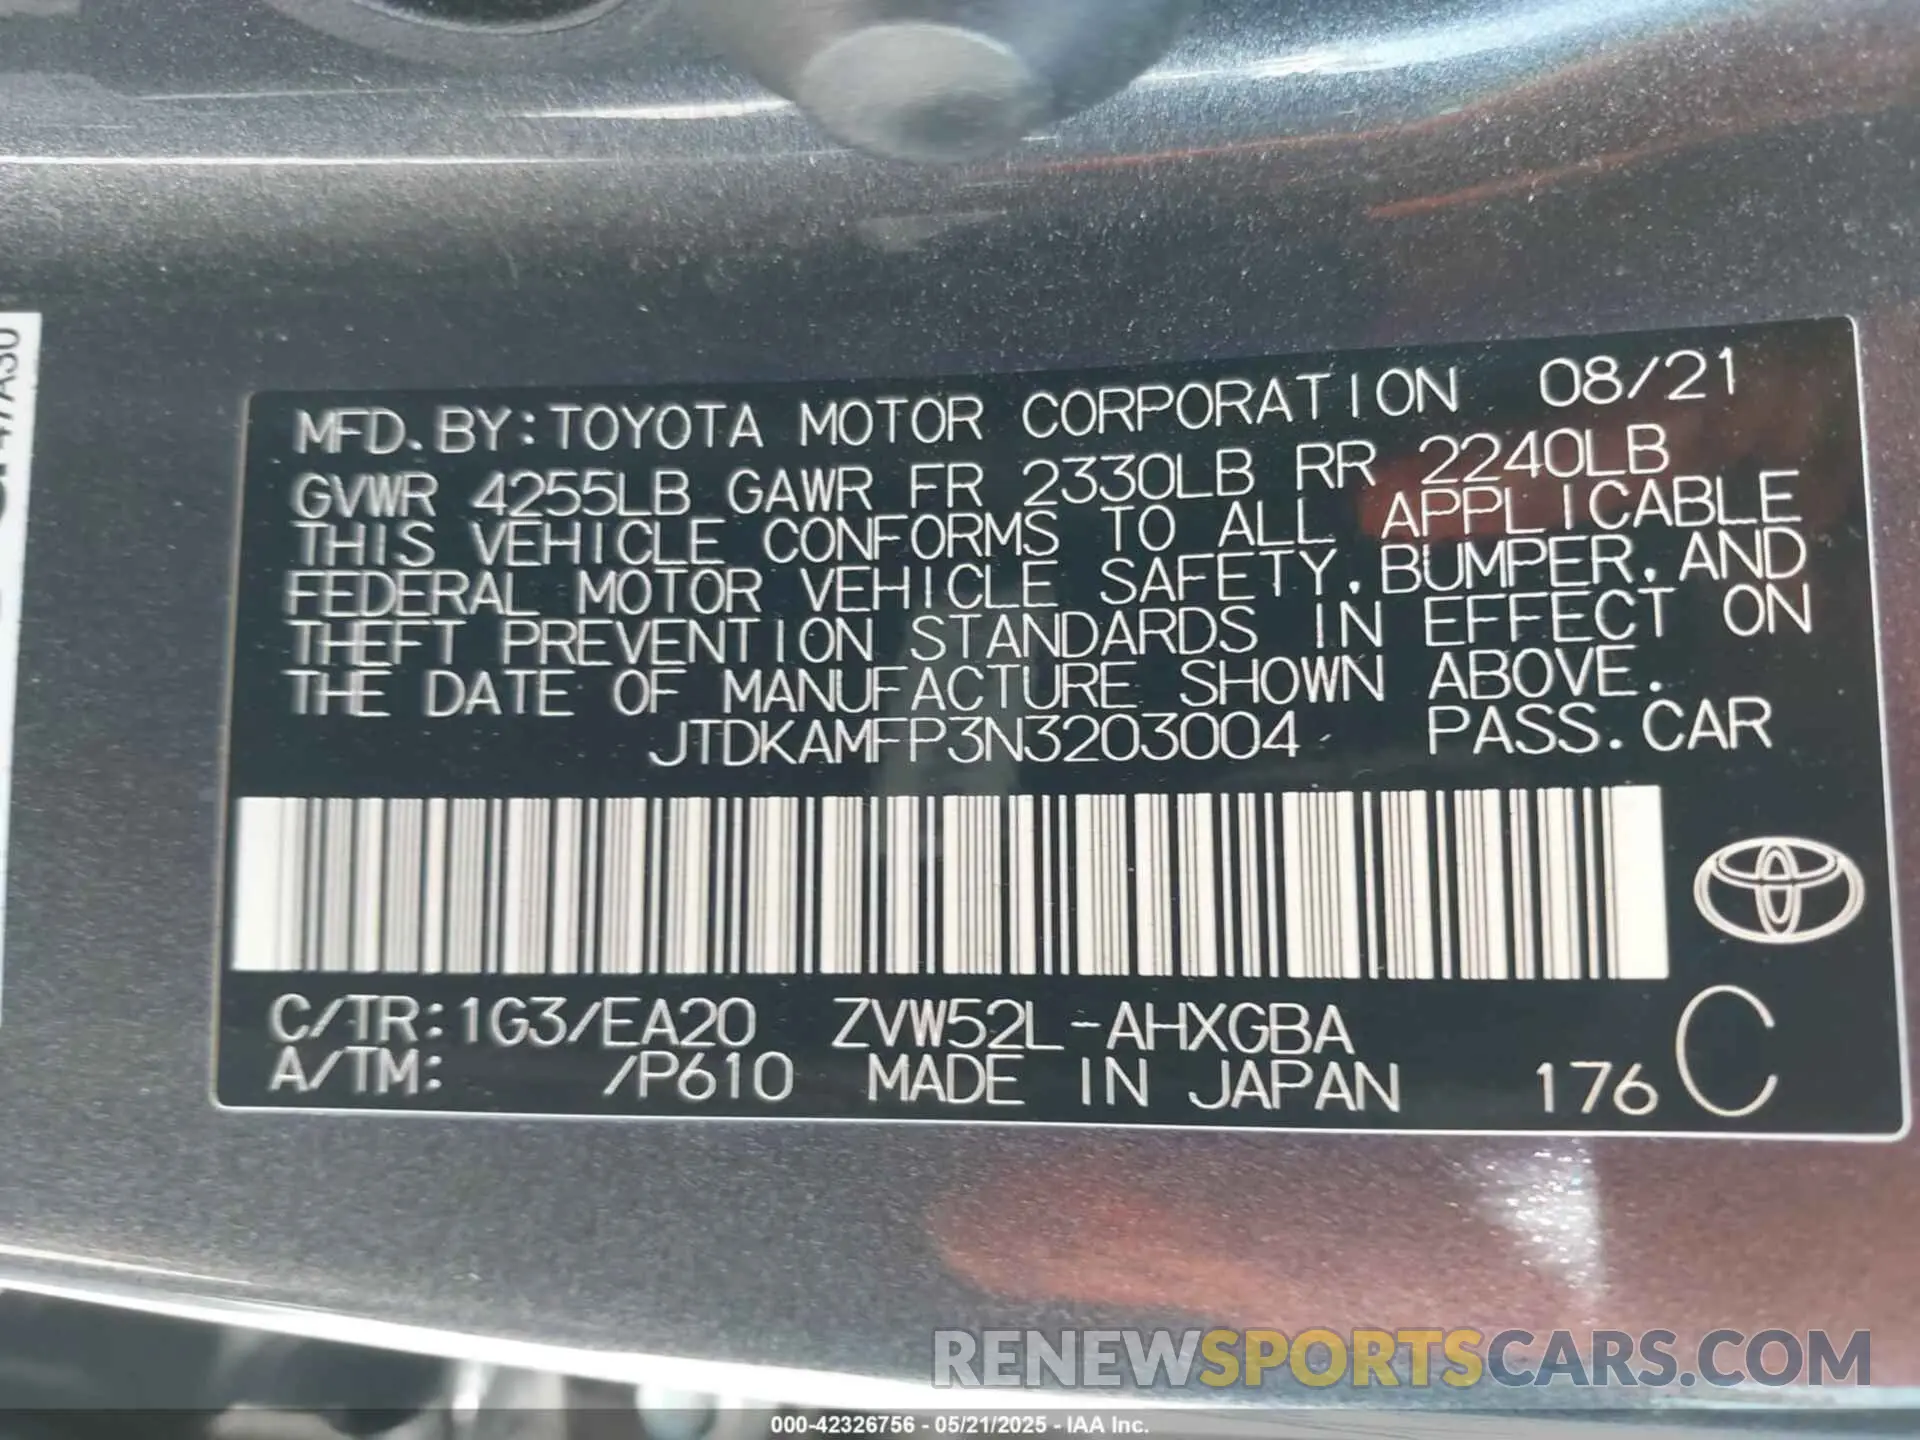 MFD. BY: TOYOTA MOTOR CORPORATION 08/21
GVWR 4255LB GAWR FR 2330LB RR 2240LB
THIS VEHICLE CONFORMS TO ALL APPLICABLE
FEDERAL MOTOR VEHICLE SAFETY, BUMPER, AND
THEFT PREVENTION STANDARDS IN EFFECT ON
THE DATE OF MANUFACTURE SHOWN ABOVE.
JTDKAMFP3N3203004 PASS. CAR
C/TR: 1G3/EA20 ZVW52L-AHXGBA
A/TM: /P610 MADE IN JAPAN 176 C
RENEWSPORTSCARS.COM
000-42326756 - 05/21/2025 - IAA Inc.